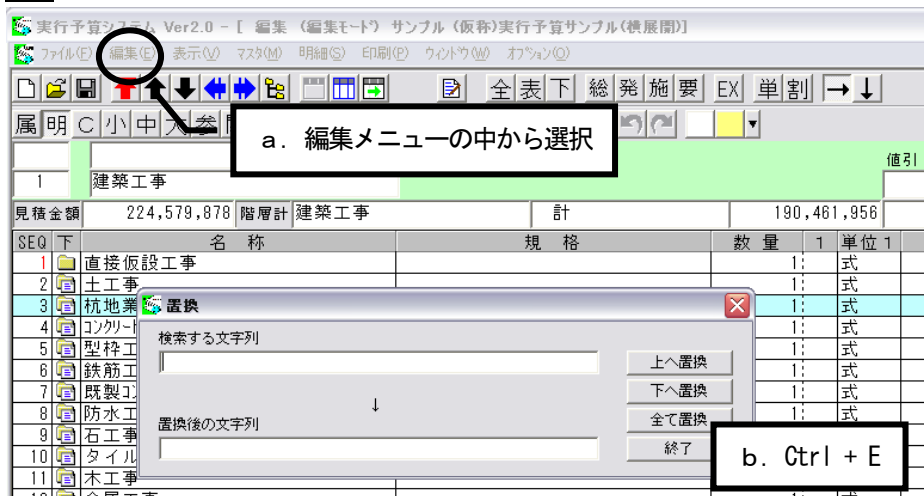 実行予算システム Ver2.0 - [ 編集 (編集モード) サンプル (仮称)実行予算サンプル(横展開)]
ファイル(F) 編集(E) 表示(V) マスタ(M) 明細(S) 印刷(P) ウィンドウ(W) オプション(O)
全 表 下 総 発 施 要 EX 単 割 → ↓
属 明 C 小 中 大 参
a. 編集メニューの中から選択
値引
1 建築工事
見積金額 224,579,878 階層計 建築工事 計 190,461,956
SEQ 下 名 称 規 格 数 量 1 単位 1
1 直接仮設工事 1 式
2 土工事 1 式
3 杭地業 1
4 コンクリート 1
5 型枠工 1 式
6 鉄筋工 1 式
7 既製コン 1 式
8 防水工 1 式
9 石工事
10 タイル
11 木工事
置換
検索する文字列
上へ置換
下へ置換
↓
置換後の文字列
全て置換
終了
b. Ctrl + E